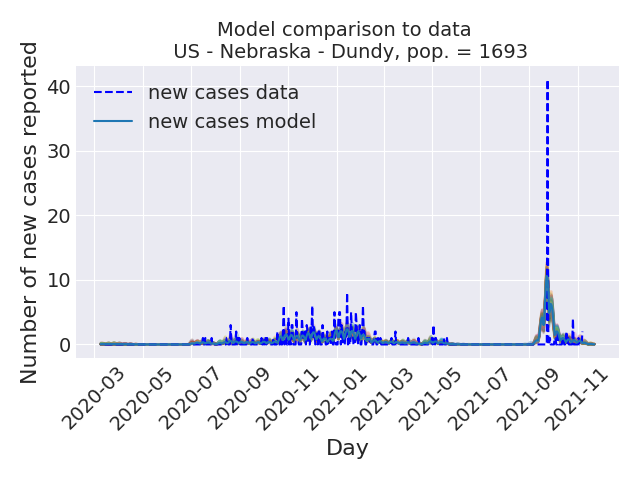 Model comparison to data
US - Nebraska - Dundy, pop. = 1693
Number of new cases reported
40
30
20
10
0
new cases data
new cases model
2020-03
2020-05
2020-07
2020-09
2020-11
2021-01
2021-03
2021-05
2021-07
2021-09
2021-11
Day